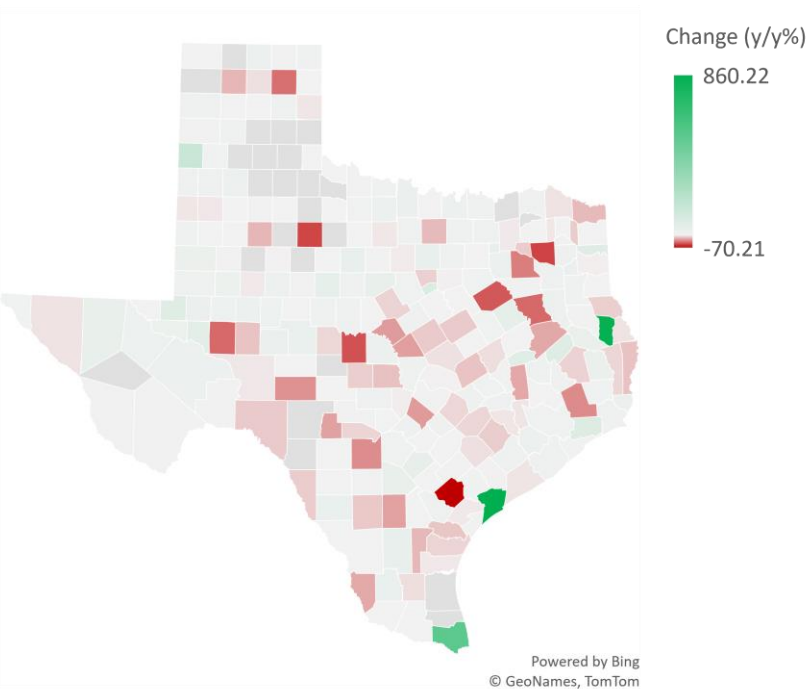 Change (y/y%)
860.22
-70.21
Powered by Bing
© GeoNames, TomTom